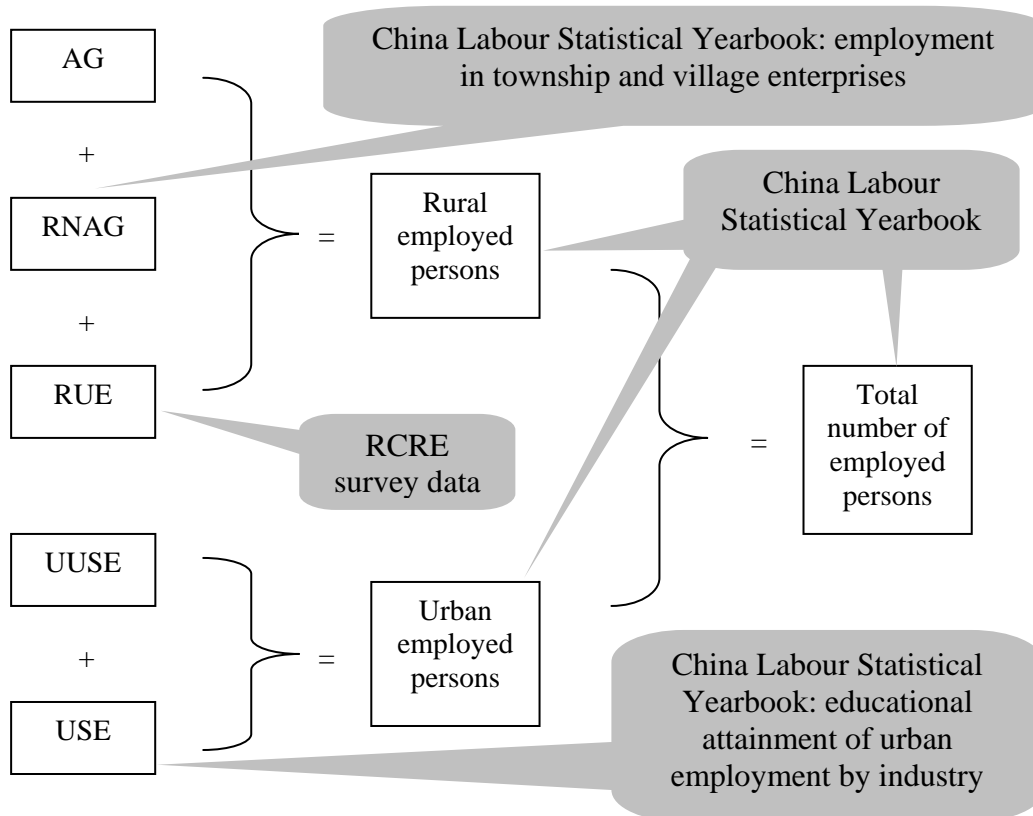 AG
China Labour Statistical Yearbook: employment
in township and village enterprises
+
RNAG
=
Rural
employed
persons
China Labour
Statistical Yearbook
+
RUE
RCRE
survey data
=
Total
number of
employed
persons
UUSE
+
USE
=
Urban
employed
persons
China Labour Statistical
Yearbook: educational
attainment of urban
employment by industry